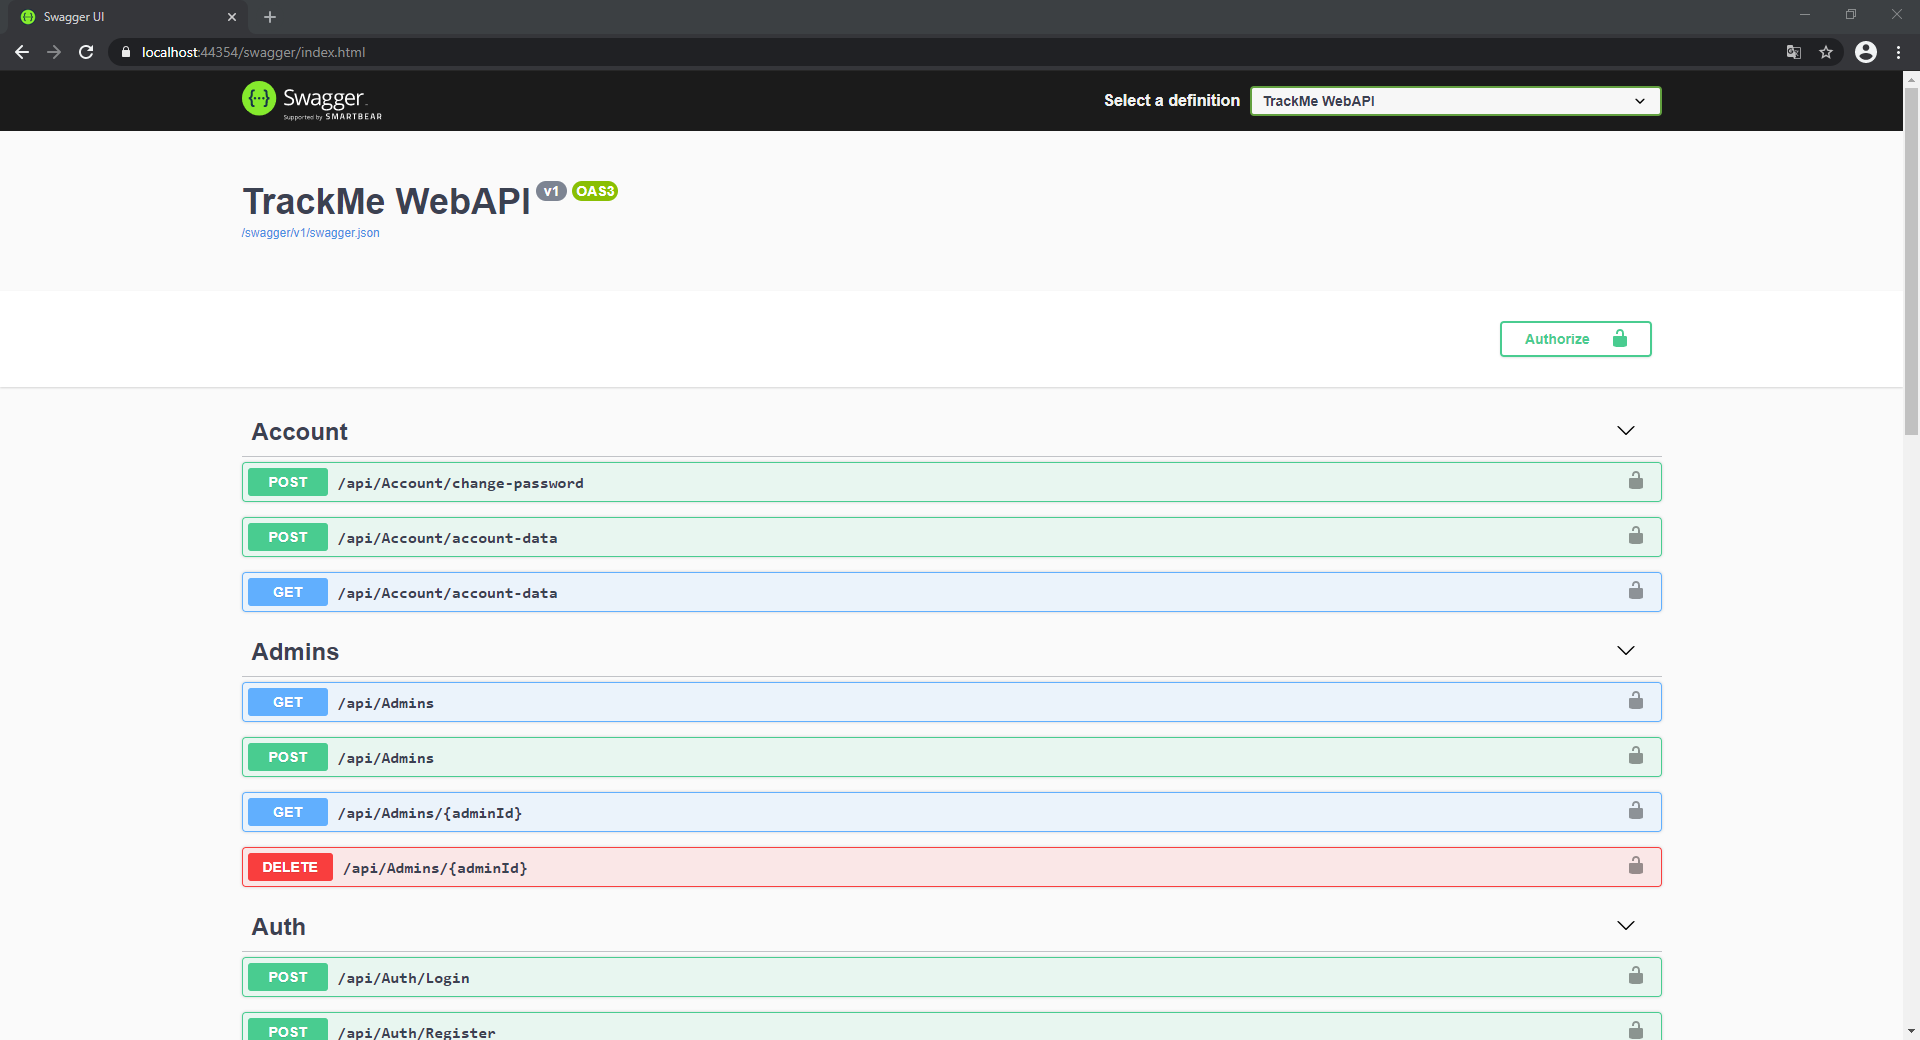 Swagger UI
localhost:44354/swagger/index.html
Swagger
Supported by SMARTBEAR
Select a definition
TrackMe WebAPI
TrackMe WebAPI v1 OAS3
/swagger/v1/swagger.json
Authorize
Account
POST /api/Account/change-password
POST /api/Account/account-data
GET /api/Account/account-data
Admins
GET /api/Admins
POST /api/Admins
GET /api/Admins/{adminId}
DELETE /api/Admins/{adminId}
Auth
POST /api/Auth/Login
POST /api/Auth/Register